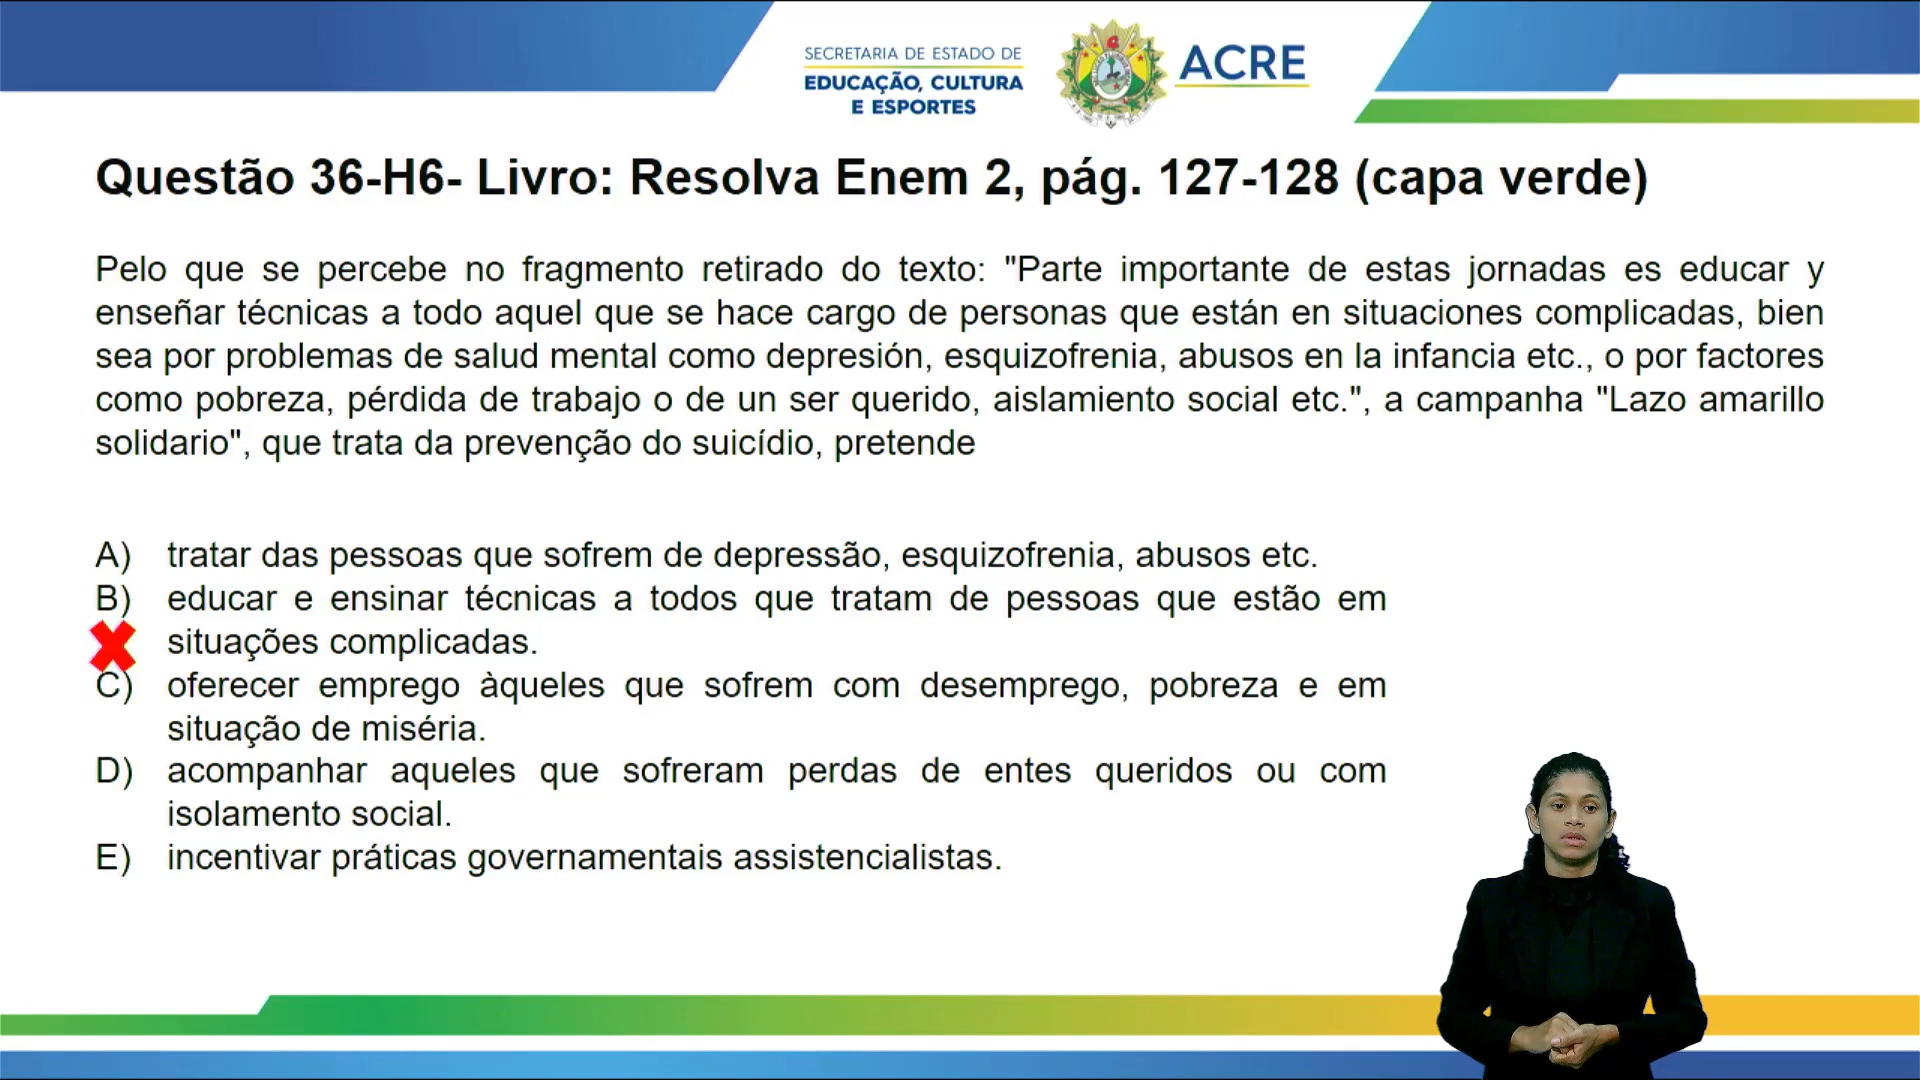 SECRETARIA DE ESTADO DE
EDUCAÇÃO, CULTURA
E ESPORTES
ACRE
Questão 36-H6- Livro: Resolva Enem 2, pág. 127-128 (capa verde)
Pelo que se percebe no fragmento retirado do texto: "Parte importante de estas jornadas es educar y
enseñar técnicas a todo aquel que se hace cargo de personas que están en situaciones complicadas, bien
sea por problemas de salud mental como depresión, esquizofrenia, abusos en la infancia etc., o por factores
como pobreza, pérdida de trabajo o de un ser querido, aislamiento social etc.", a campanha "Lazo amarillo
solidario", que trata da prevenção do suicídio, pretende
A) tratar das pessoas que sofrem de depressão, esquizofrenia, abusos etc.
B) educar e ensinar técnicas a todos que tratam de pessoas que estão em
situações complicadas.
C) oferecer emprego àqueles que sofrem com desemprego, pobreza e em
situação de miséria.
D) acompanhar aqueles que sofreram perdas de entes queridos ou com
isolamento social.
E) incentivar práticas governamentais assistencialistas.